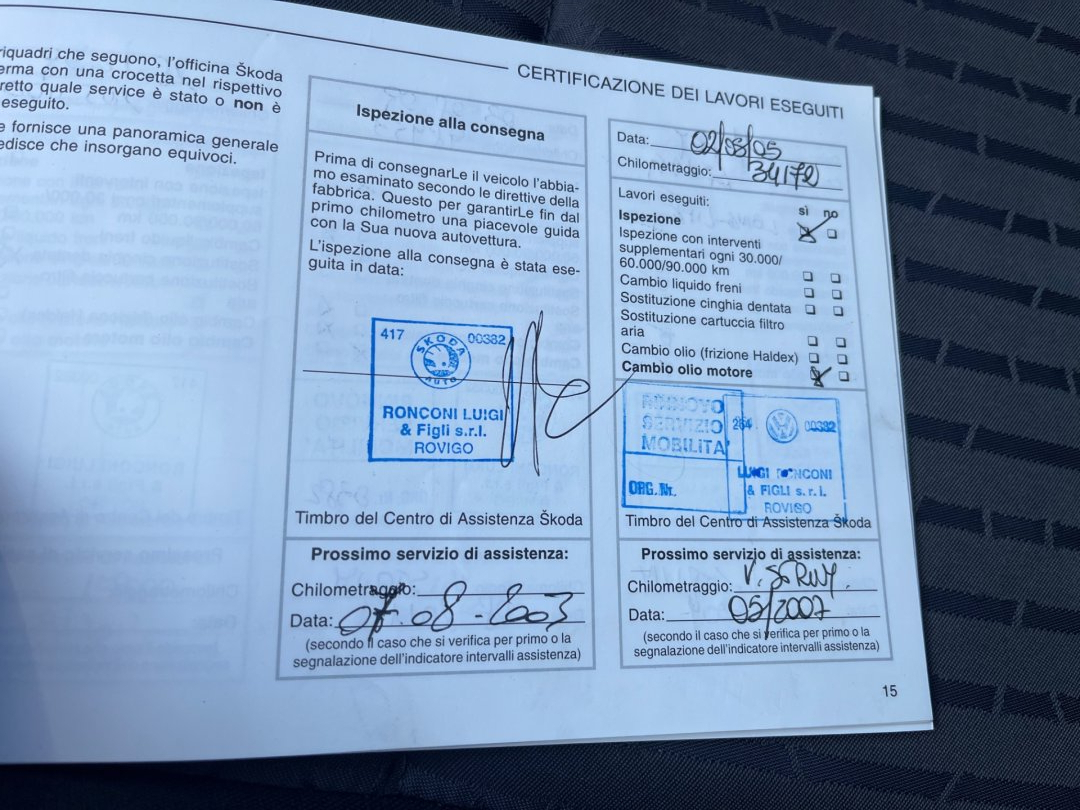 riquadri che seguono, l'officina Škoda
erma con una crocetta nel rispettivo
retto quale service è stato o non è
eseguito.
e fornisce una panoramica generale
edisce che insorgano equivoci.
CERTIFICAZIONE DEI LAVORI ESEGUITI
Ispezione alla consegna
Prima di consegnarLe il veicolo l'abbia-
mo esaminato secondo le direttive della
fabbrica. Questo per garantirLe fin dal
primo chilometro una piacevole guida
con la Sua nuova autovettura.
L'ispezione alla consegna è stata ese-
guita in data:
417 00382
SKODA
AUTO
RONCONI LUIGI
& Figli s.r.l.
ROVIGO
Timbro del Centro di Assistenza Škoda
Prossimo servizio di assistenza:
Chilometraggio:
Data: 07.08-2003
(secondo il caso che si verifica per primo o la
segnalazione dell'indicatore intervalli assistenza)
Data: 02/05/05
Chilometraggio: 34172
Lavori eseguiti:
sì no
Ispezione
Ispezione con interventi
supplementari ogni 30.000/
60.000/90.000 km
Cambio liquido freni
Sostituzione cinghia dentata
Sostituzione cartuccia filtro
aria
Cambio olio (frizione Haldex)
Cambio olio motore
RINNOVO
SERVIZIO
MOBILITA'
ORG. Nr.
264 00382
LUIGI RONCONI
& FIGLI s. r. l.
ROVIGO
Timbro del Centro di Assistenza Škoda
Prossimo servizio di assistenza:
Chilometraggio:
Data: 05/2007
(secondo il caso che si verifica per primo o la
segnalazione dell'indicatore intervalli assistenza)
15